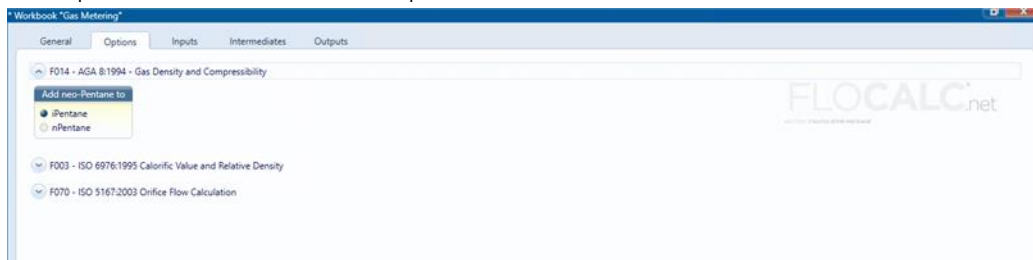 * Workbook "Gas Metering"
General Options Inputs Intermediates Outputs
F014 - AGA 8:1994 - Gas Density and Compressibility
FLOCALC.net
Add neo-Pentane to
iPentane
nPentane
F003 - ISO 6976:1995 Calorific Value and Relative Density
F070 - ISO 5167:2003 Orifice Flow Calculation